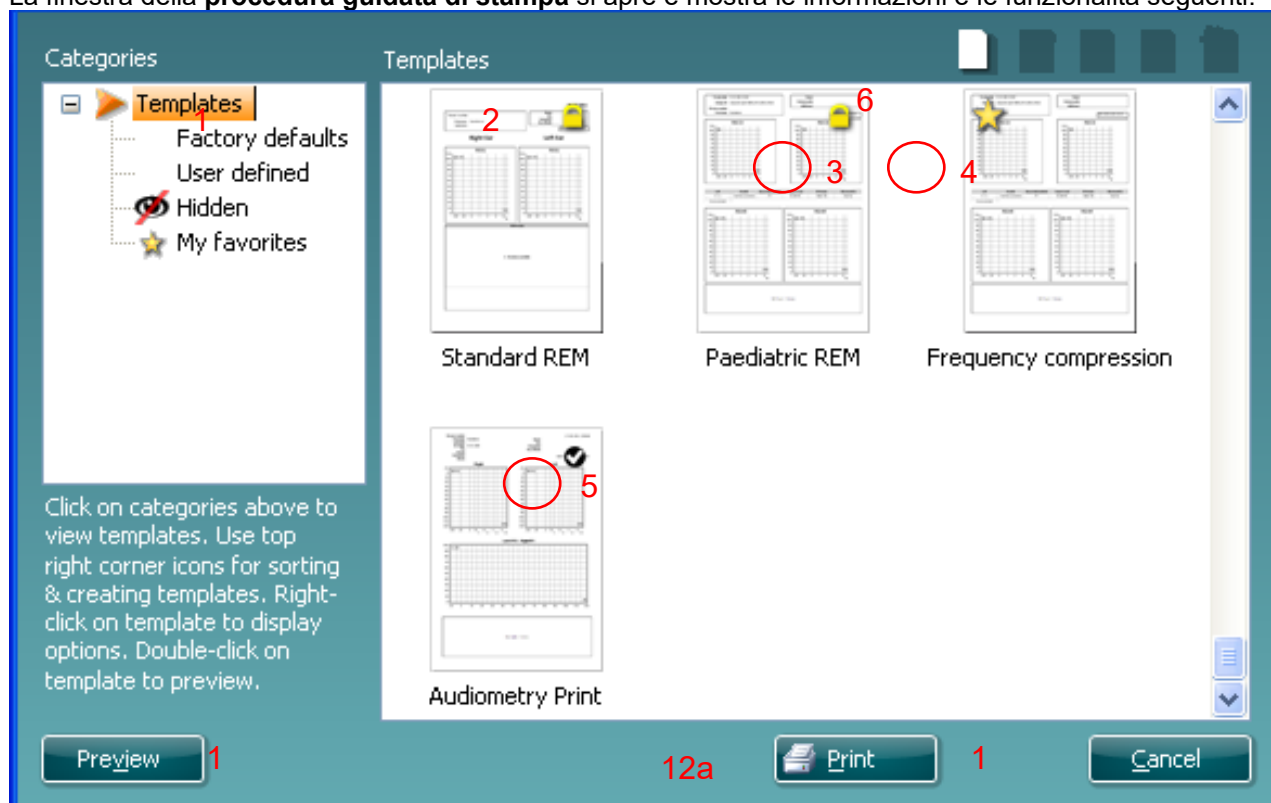 La finestra della procedura guidata di stampa si apre e mostra le informazioni e le funzionalità seguenti:
Categories
Templates
Templates
1
Factory defaults
User defined
Hidden
My favorites
2
6
3
4
Standard REM
Paediatric REM
Frequency compression
5
Audiometry Print
Click on categories above to
view templates. Use top
right corner icons for sorting
& creating templates. Right-
click on template to display
options. Double-click on
template to preview.
Preview
1
12a
Print
1
Cancel